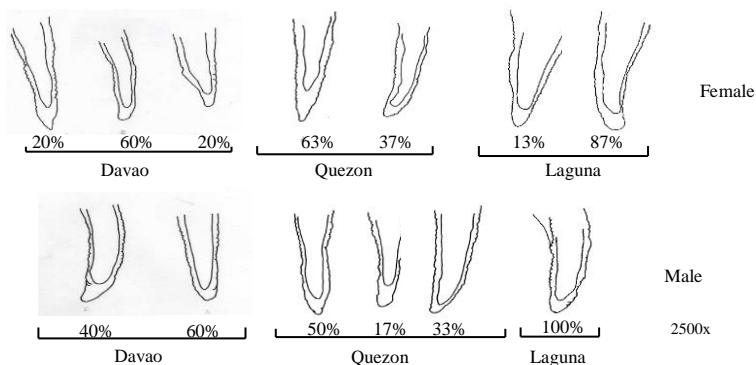 Female
20% 60% 20% 63% 37% 13% 87%
Davao Quezon Laguna
Male
40% 60% 50% 17% 33% 100% 2500x
Davao Quezon Laguna